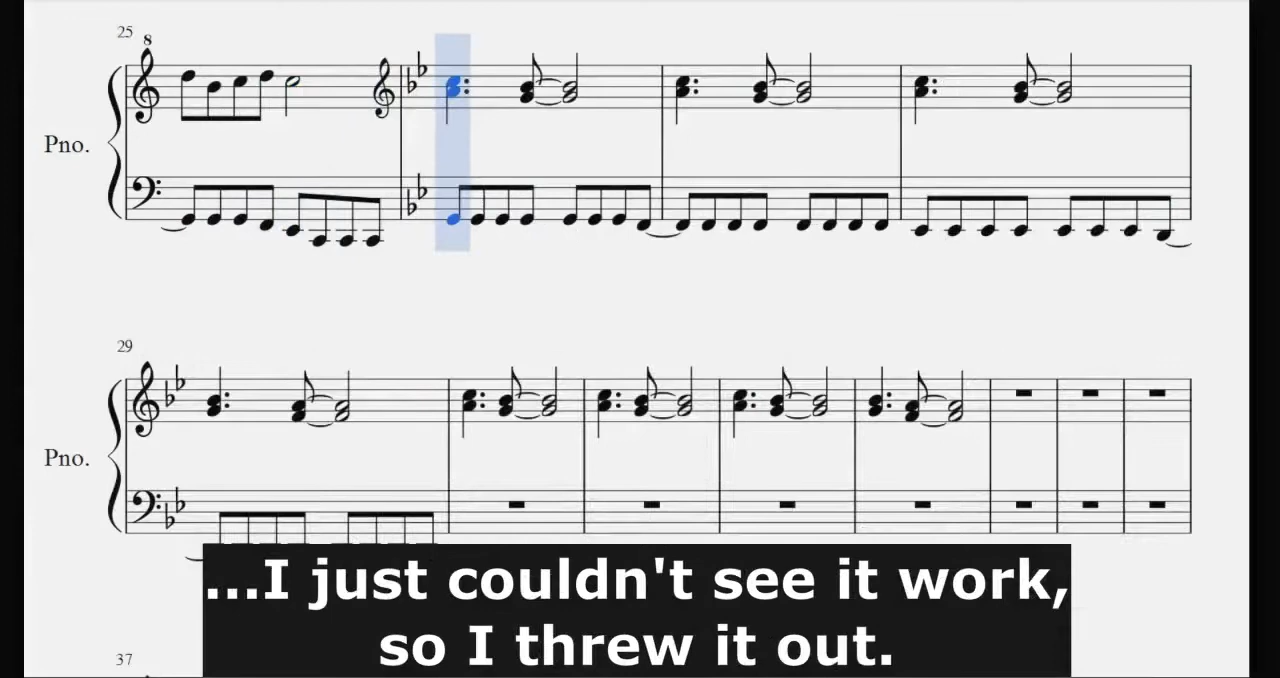 25
8
Pno.
29
Pno.
...I just couldn't see it work,
so I threw it out.
37